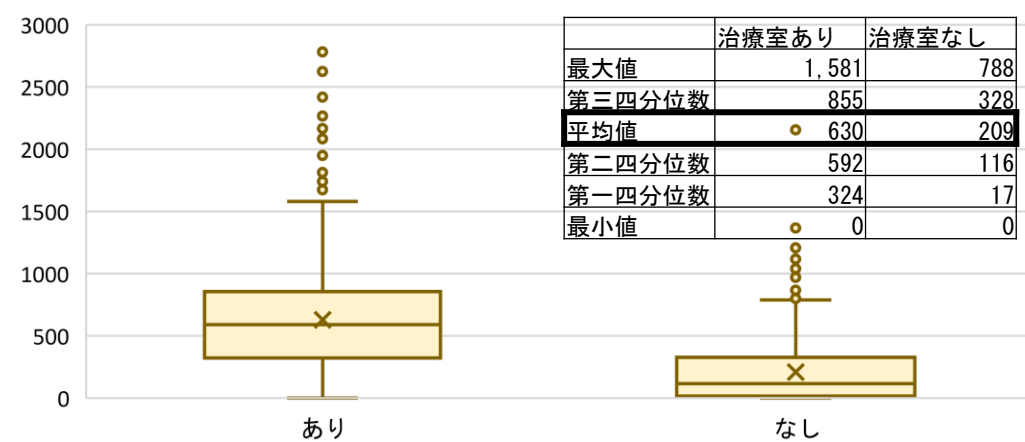 3000
2500
2000
1500
1000
500
0
治療室あり 治療室なし
最大値 1,581 788
第三四分位数 855 328
平均値 630 209
第二四分位数 592 116
第一四分位数 324 17
最小値 0 0
あり なし